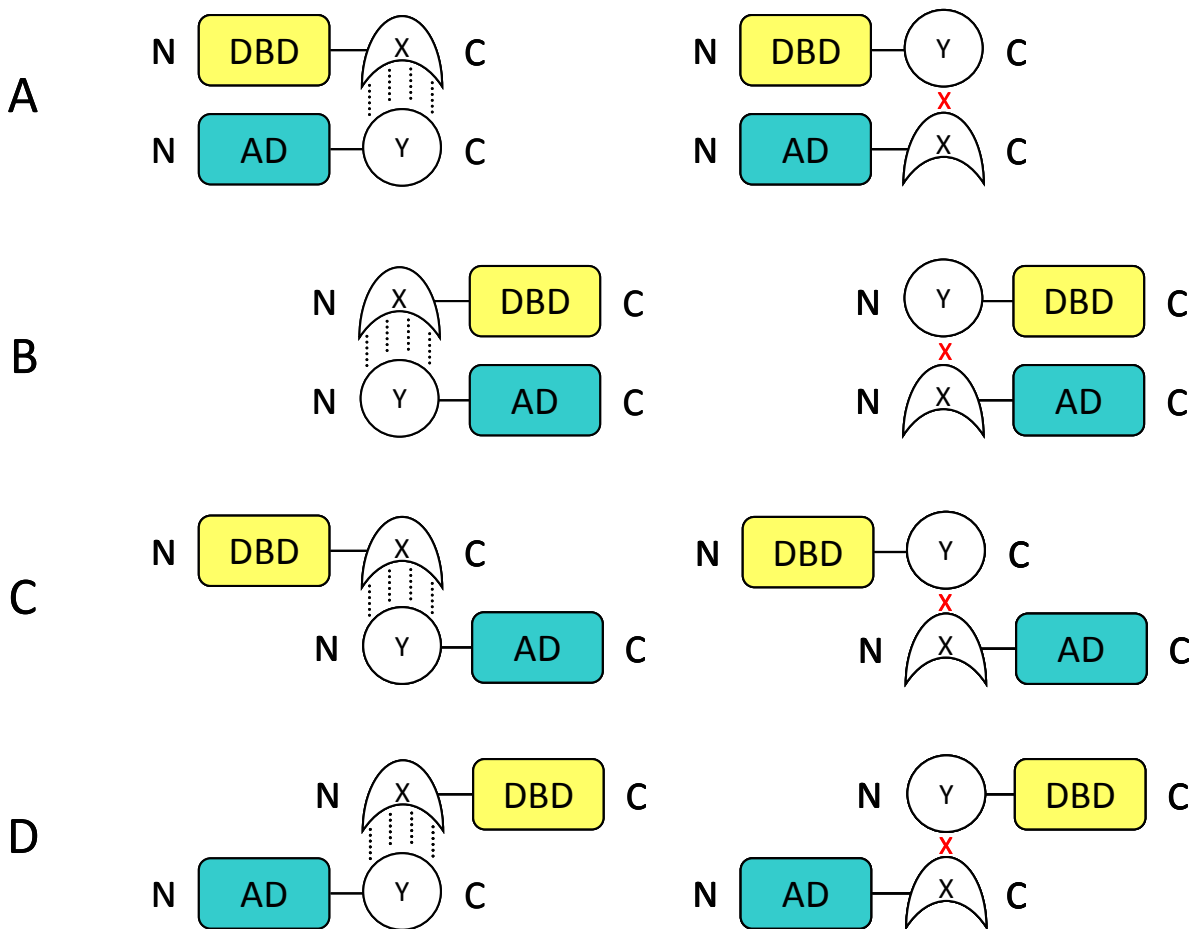 A
N DBD X C
N AD Y C
N DBD Y C
X
N AD X C
B
N X DBD C
N Y AD C
N Y DBD C
X
N X AD C
C
N DBD X C
N Y AD C
N DBD Y C
X
N X AD C
D
N X DBD C
N AD Y C
N Y DBD C
X
N AD X C